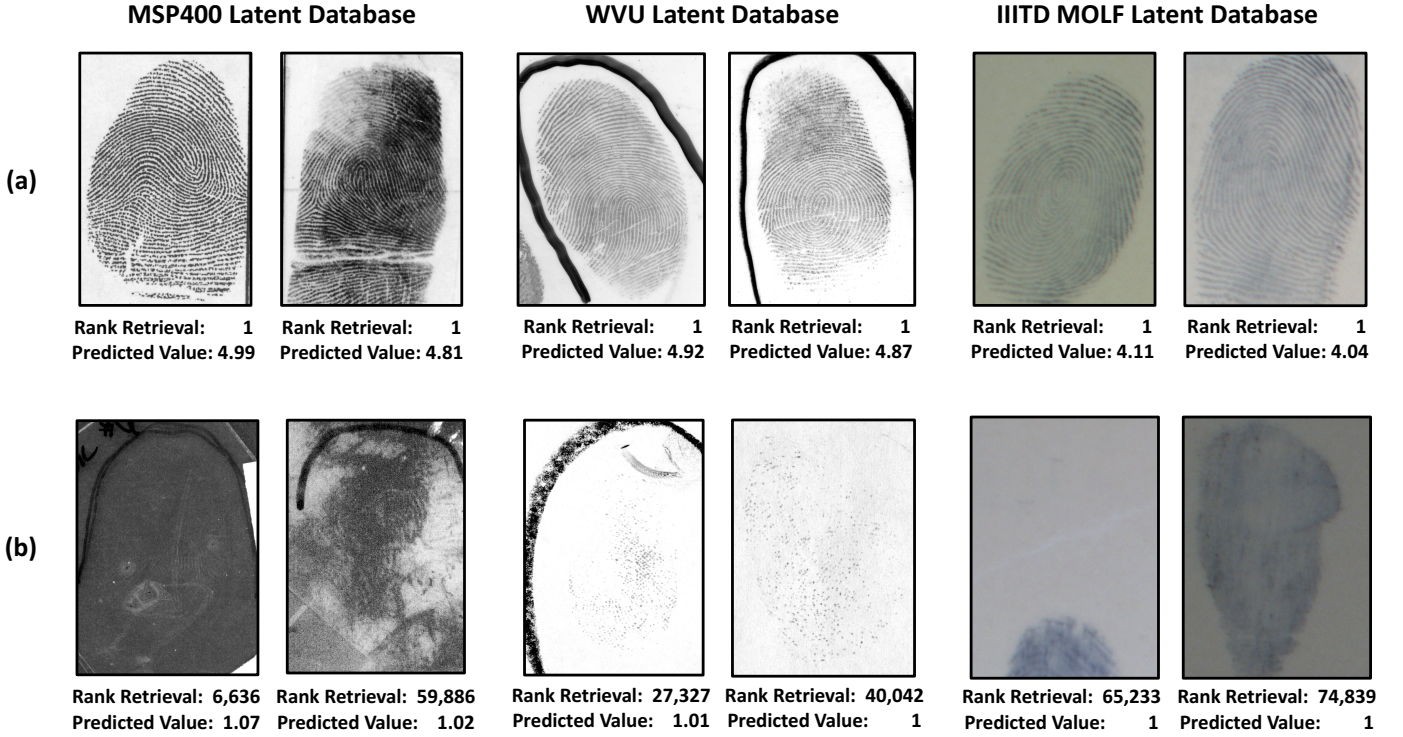 MSP400 Latent Database WVU Latent Database IIITD MOLF Latent Database
(a)
Rank Retrieval: 1 Rank Retrieval: 1 Rank Retrieval: 1 Rank Retrieval: 1 Rank Retrieval: 1 Rank Retrieval: 1
Predicted Value: 4.99 Predicted Value: 4.81 Predicted Value: 4.92 Predicted Value: 4.87 Predicted Value: 4.11 Predicted Value: 4.04
(b)
Rank Retrieval: 6,636 Rank Retrieval: 59,886 Rank Retrieval: 27,327 Rank Retrieval: 40,042 Rank Retrieval: 65,233 Rank Retrieval: 74,839
Predicted Value: 1.07 Predicted Value: 1.02 Predicted Value: 1.01 Predicted Value: 1 Predicted Value: 1 Predicted Value: 1